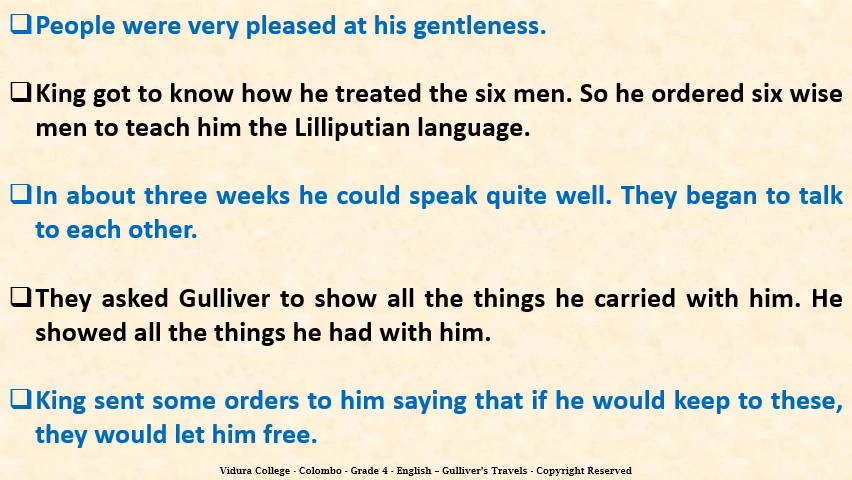 ❑People were very pleased at his gentleness.
❑King got to know how he treated the six men. So he ordered six wise
men to teach him the Lilliputian language.
❑In about three weeks he could speak quite well. They began to talk
to each other.
❑They asked Gulliver to show all the things he carried with him. He
showed all the things he had with him.
❑King sent some orders to him saying that if he would keep to these,
they would let him free.
Vidura College - Colombo - Grade 4 - English – Gulliver's Travels - Copyright Reserved